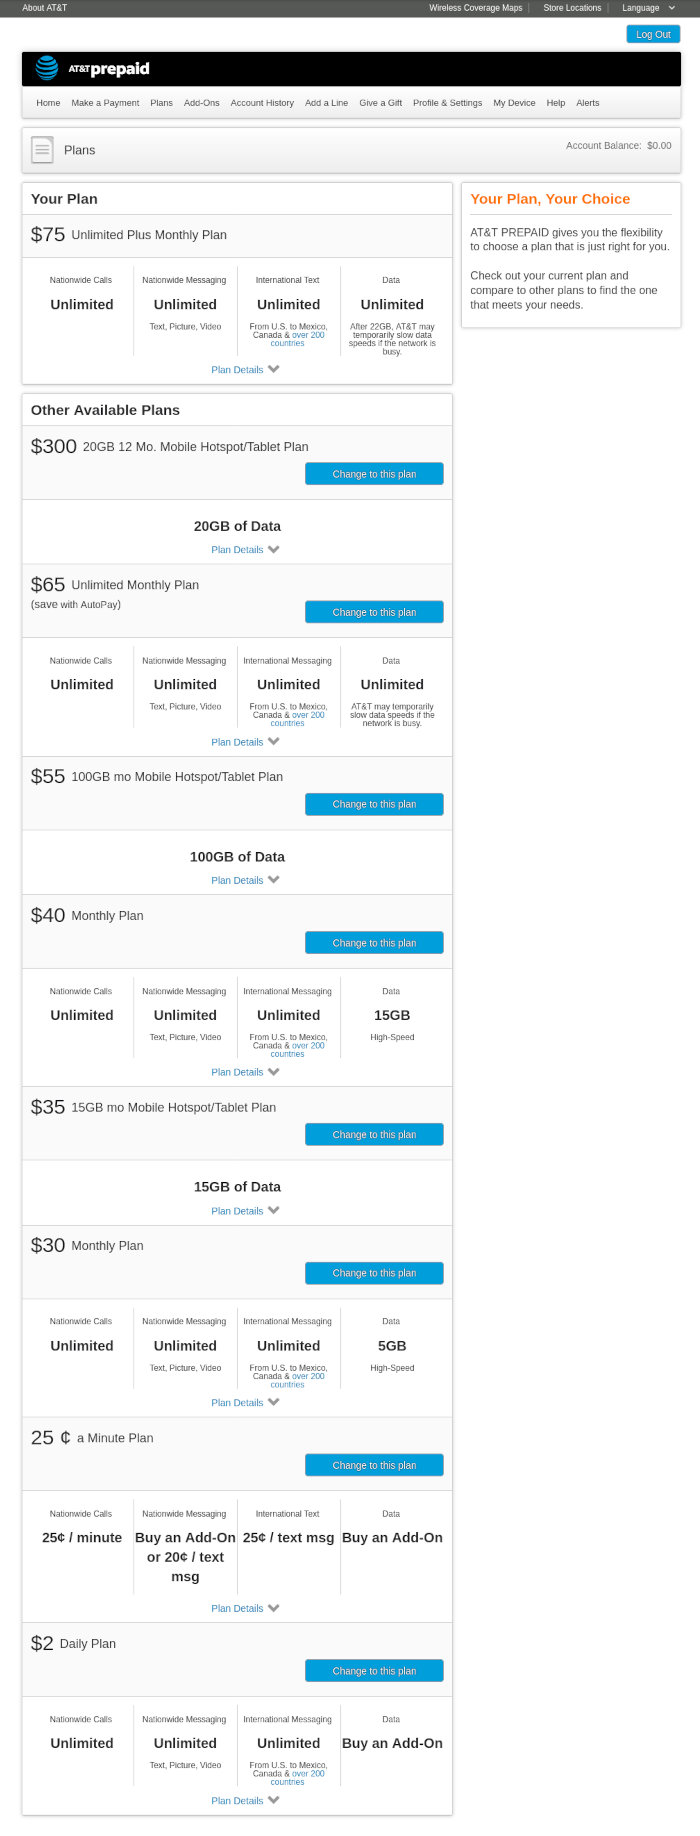 About AT&T
Wireless Coverage Maps
Store Locations
Language
Log Out
AT&T prepaid
Home
Make a Payment
Plans
Add-Ons
Account History
Add a Line
Give a Gift
Profile & Settings
My Device
Help
Alerts
Plans
Account Balance: $0.00
Your Plan
$75 Unlimited Plus Monthly Plan
Nationwide Calls
Unlimited
Nationwide Messaging
Unlimited
Text, Picture, Video
International Text
Unlimited
From U.S. to Mexico,
Canada & over 200
countries
Data
Unlimited
After 22GB, AT&T may
temporarily slow data
speeds if the network is
busy.
Plan Details
Your Plan, Your Choice
AT&T PREPAID gives you the flexibility
to choose a plan that is just right for you.
Check out your current plan and
compare to other plans to find the one
that meets your needs.
Other Available Plans
$300 20GB 12 Mo. Mobile Hotspot/Tablet Plan
Change to this plan
20GB of Data
Plan Details
$65 Unlimited Monthly Plan
(save with AutoPay)
Change to this plan
Nationwide Calls
Unlimited
Nationwide Messaging
Unlimited
Text, Picture, Video
International Messaging
Unlimited
From U.S. to Mexico,
Canada & over 200
countries
Data
Unlimited
AT&T may temporarily
slow data speeds if the
network is busy.
Plan Details
$55 100GB mo Mobile Hotspot/Tablet Plan
Change to this plan
100GB of Data
Plan Details
$40 Monthly Plan
Change to this plan
Nationwide Calls
Unlimited
Nationwide Messaging
Unlimited
Text, Picture, Video
International Messaging
Unlimited
From U.S. to Mexico,
Canada & over 200
countries
Data
15GB
High-Speed
Plan Details
$35 15GB mo Mobile Hotspot/Tablet Plan
Change to this plan
15GB of Data
Plan Details
$30 Monthly Plan
Change to this plan
Nationwide Calls
Unlimited
Nationwide Messaging
Unlimited
Text, Picture, Video
International Messaging
Unlimited
From U.S. to Mexico,
Canada & over 200
countries
Data
5GB
High-Speed
Plan Details
25 ¢ a Minute Plan
Change to this plan
Nationwide Calls
25¢ / minute
Nationwide Messaging
Buy an Add-On
or 20¢ / text
msg
International Text
25¢ / text msg
Data
Buy an Add-On
Plan Details
$2 Daily Plan
Change to this plan
Nationwide Calls
Unlimited
Nationwide Messaging
Unlimited
Text, Picture, Video
International Messaging
Unlimited
From U.S. to Mexico,
Canada & over 200
countries
Data
Buy an Add-On
Plan Details